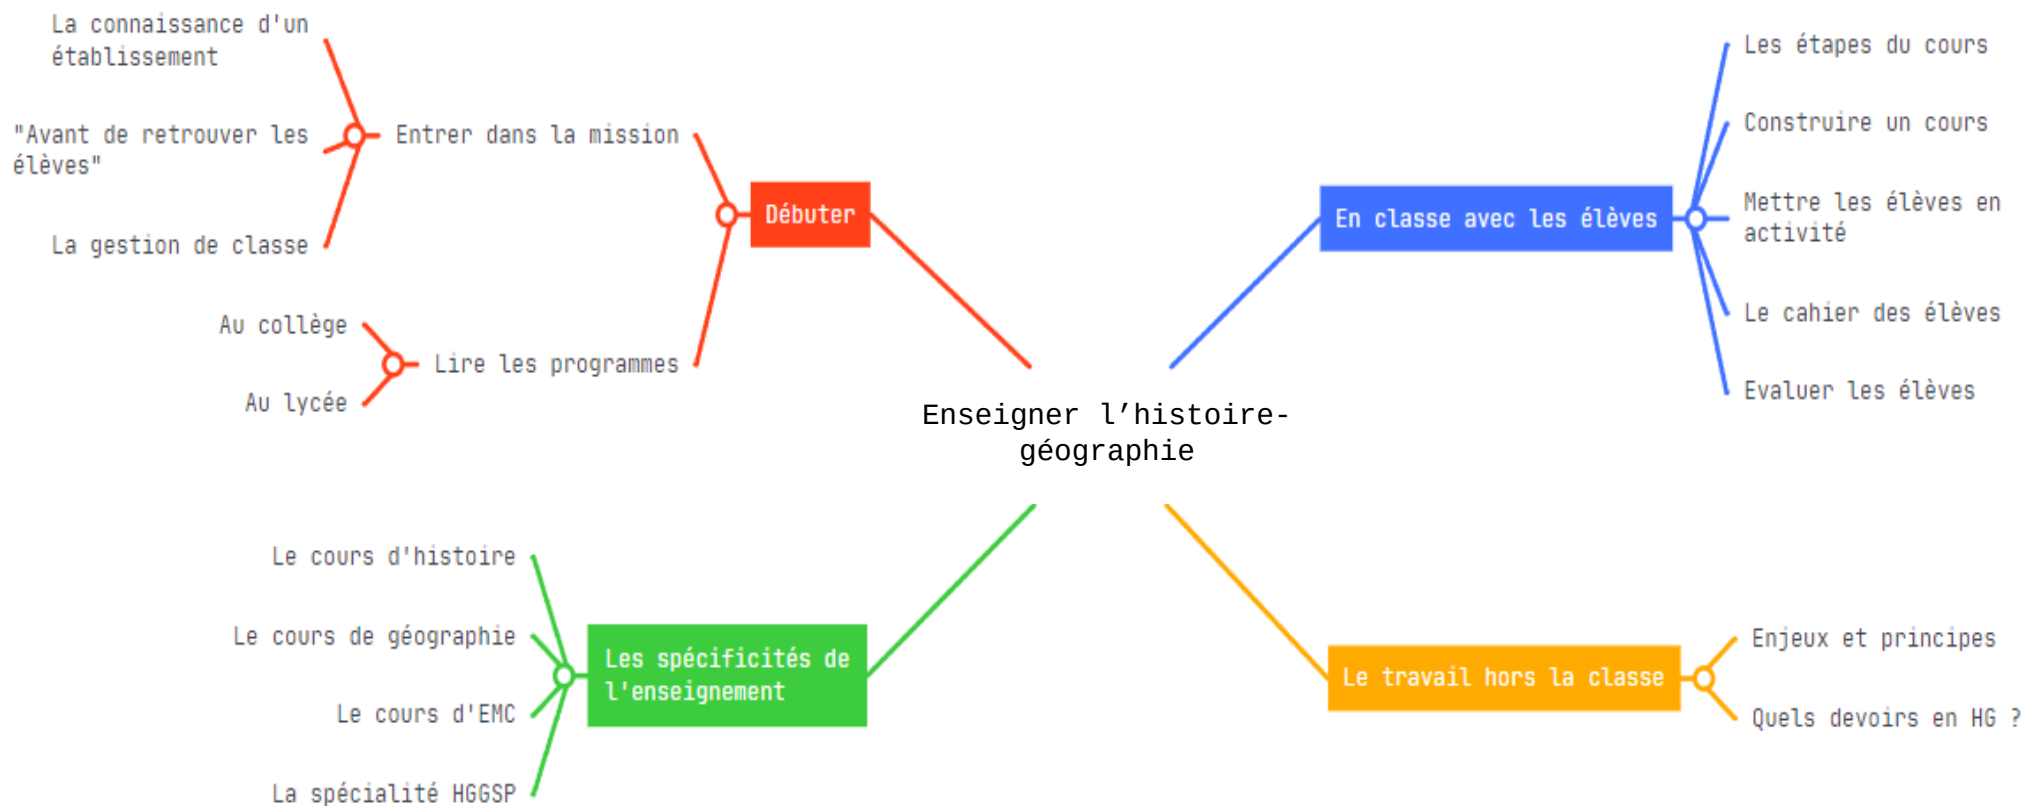 La connaissance d'un
établissement
"Avant de retrouver les
élèves"
La gestion de classe
Entrer dans la mission
Au collège
Au lycée
Lire les programmes
Débuter
Enseigner l’histoire-
géographie
En classe avec les élèves
Les étapes du cours
Construire un cours
Mettre les élèves en
activité
Le cahier des élèves
Evaluer les élèves
Le cours d'histoire
Le cours de géographie
Le cours d'EMC
La spécialité HGGSP
Les spécificités de
l'enseignement
Le travail hors la classe
Enjeux et principes
Quels devoirs en HG ?